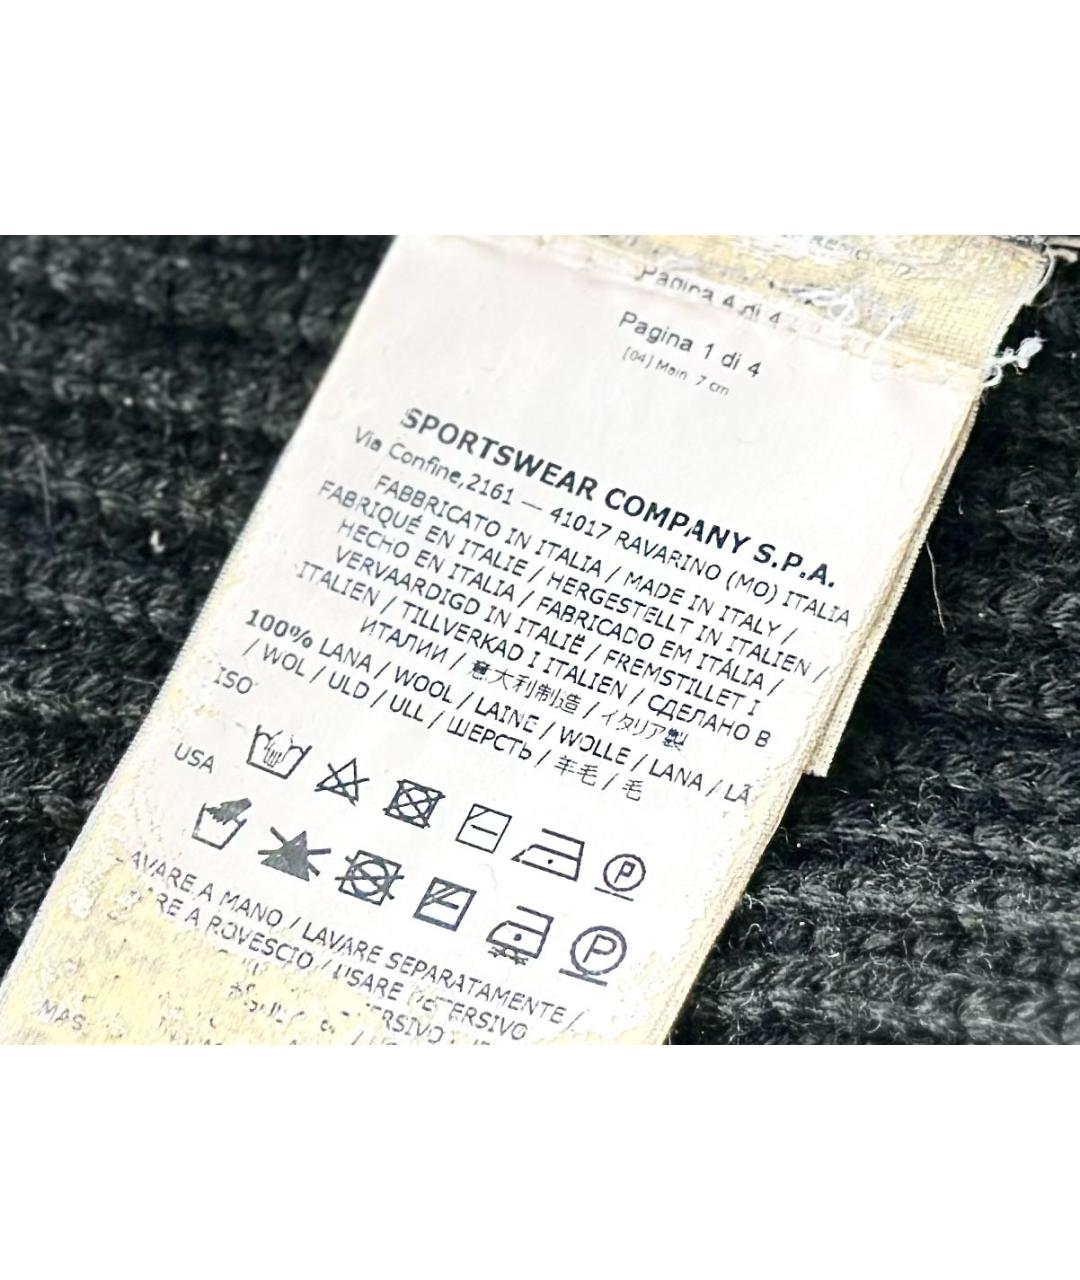 Pagina 4 di 4
Pagina 1 di 4
[04] Main 7 cm
SPORTSWEAR COMPANY S.P.A.
Via Confine,2161 — 41017 RAVARINO (MO) ITALIA
FABBRICATO IN ITALIA / MADE IN ITALY /
FABRIQUÉ EN ITALIE / HERGESTELLT IN ITALIEN /
HECHO EN ITALIA / FABRICADO EM ITÁLIA /
VERVAARDIGD IN ITALIË / FREMSTILLET I
ITALIEN / TILLVERKAD I ITALIEN / СДЕЛАНО В
ИТАЛИИ / 意大利制造 / イタリア製
100% LANA / WOOL / LAINE / WOLLE / LANA / LÃ
/ WOL / ULD / ULL / ШЕРСТЬ / 羊毛 / 毛
ISO
P
USA
P
AVARE A MANO / LAVARE SEPARATAMENTE /
RE A ROVESCIO / USARE DETERSIVO